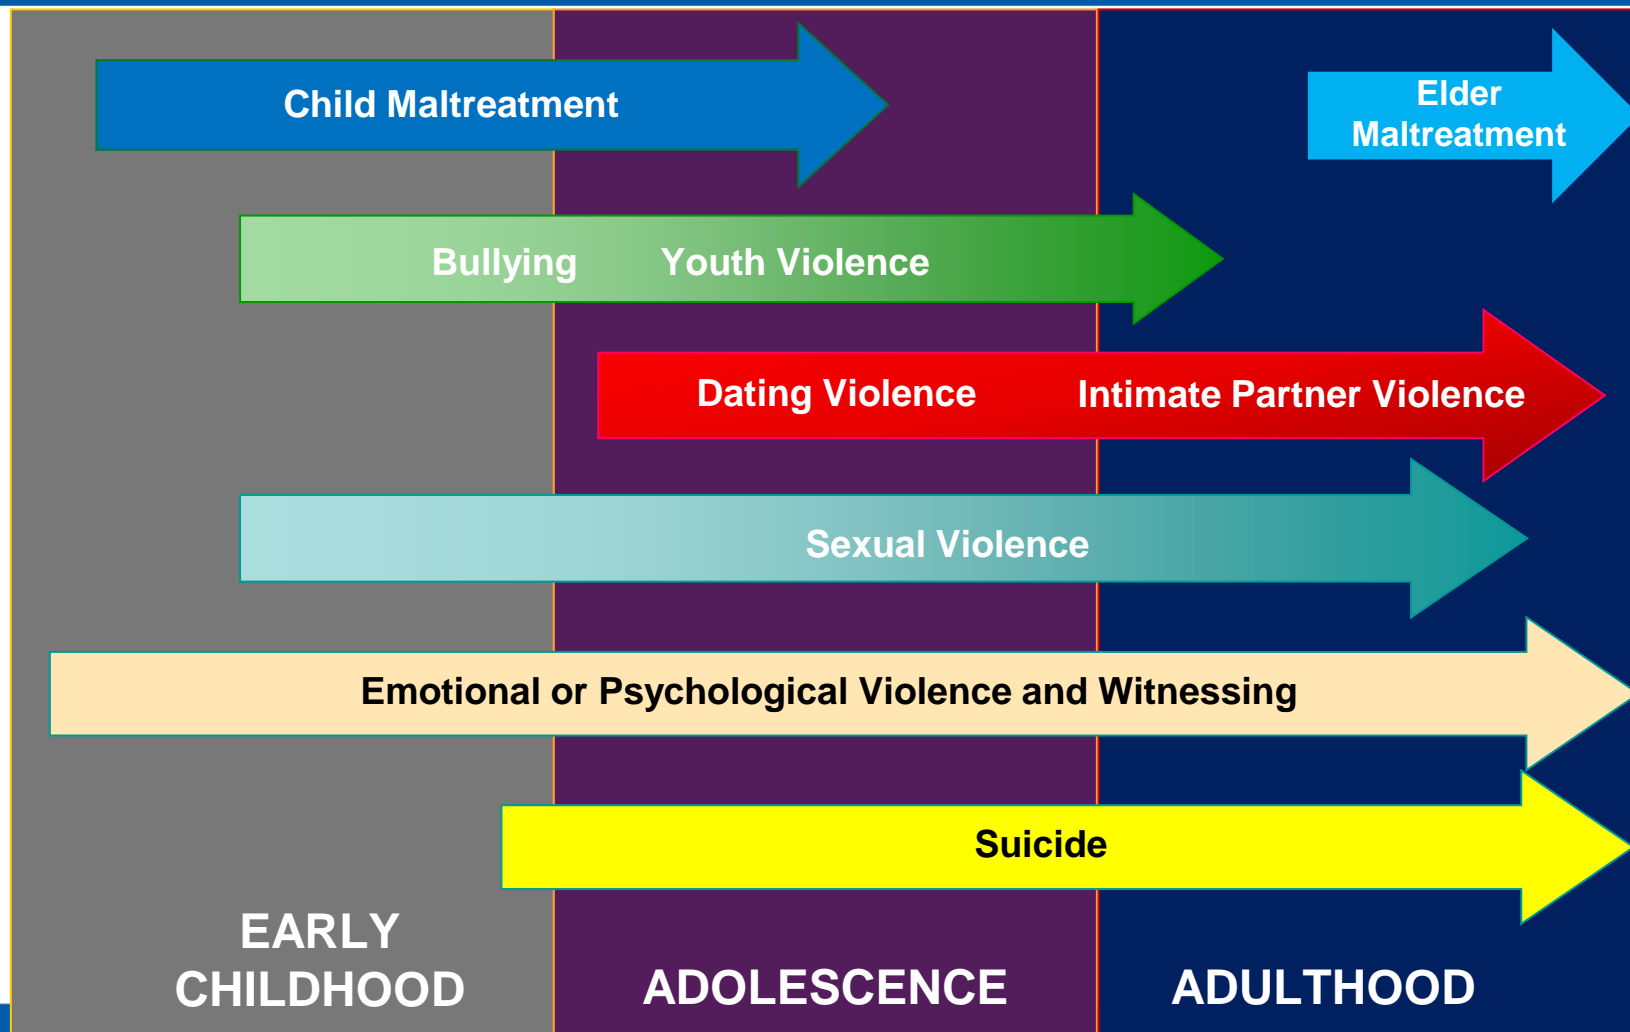 Child Maltreatment
Elder
Maltreatment
Bullying Youth Violence
Dating Violence Intimate Partner Violence
Sexual Violence
Emotional or Psychological Violence and Witnessing
Suicide
EARLY
CHILDHOOD
ADOLESCENCE
ADULTHOOD